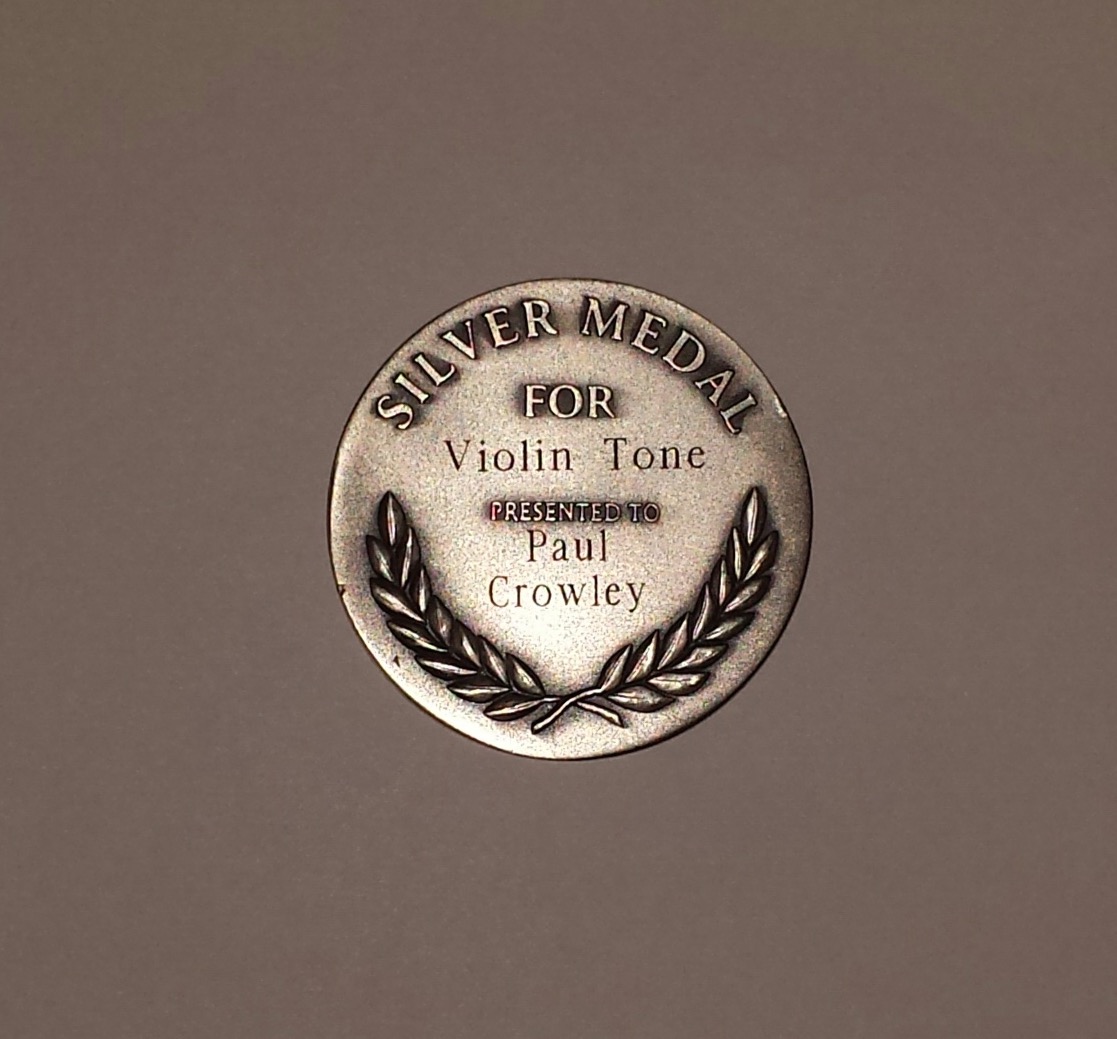 SILVER MEDAL
FOR
Violin Tone
PRESENTED TO
Paul
Crowley